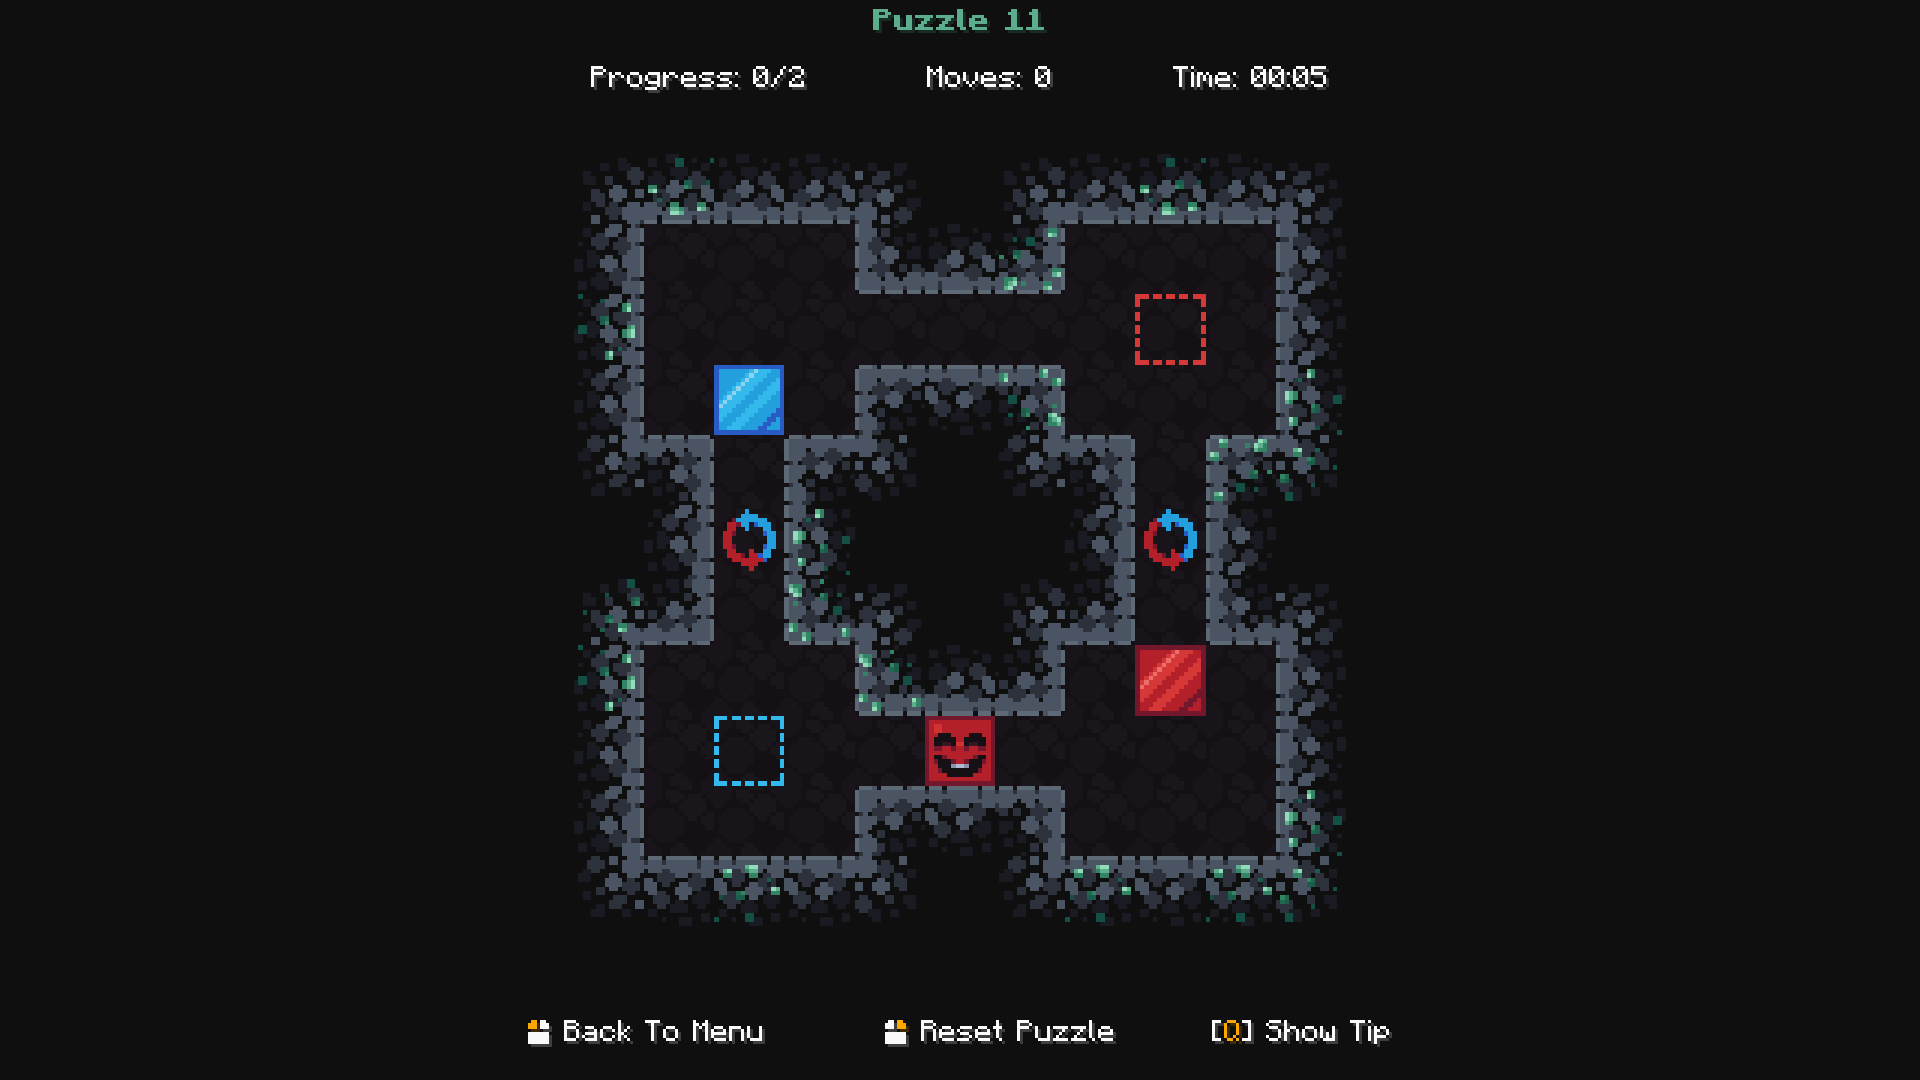 Puzzle 11
Progress: 0/2 Moves: 0 Time: 00:05
Back To Menu Reset Puzzle [Q] Show Tip